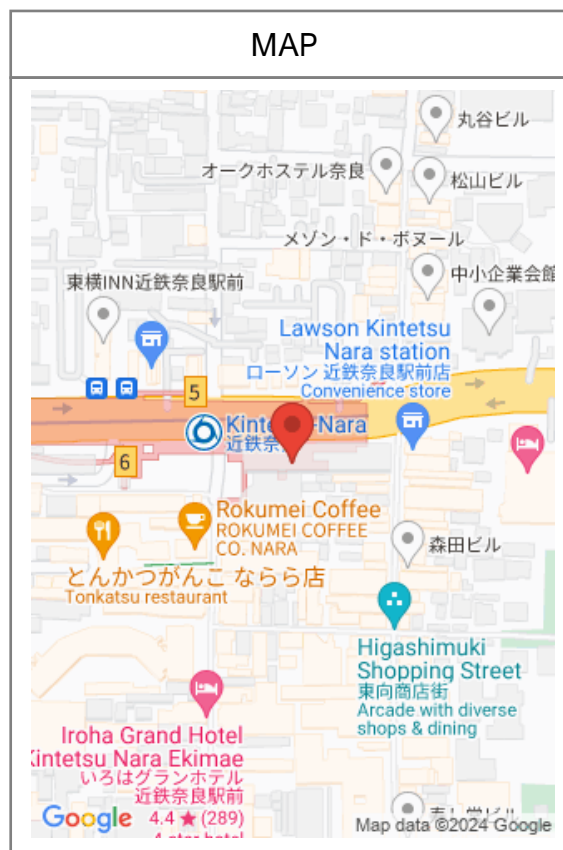 MAP
丸谷ビル
オークホステル奈良
松山ビル
メゾン・ド・ボヌール
中小企業会館
東横INN近鉄奈良駅前
Lawson Kintetsu
Nara station
ローソン 近鉄奈良駅前店
Convenience store
5
Kinte -Nara
近鉄奈
6
Rokumei Coffee
ROKUMEI COFFEE
CO. NARA
森田ビル
とんかつがんこ ならら店
Tonkatsu restaurant
Higashimuki
Shopping Street
東向商店街
Arcade with diverse
shops & dining
Iroha Grand Hotel
Kintetsu Nara Ekimae
いろはグランホテル
近鉄奈良駅前
4.4 ★ (289)
4-star hotel
Google
Map data ©2024 Google